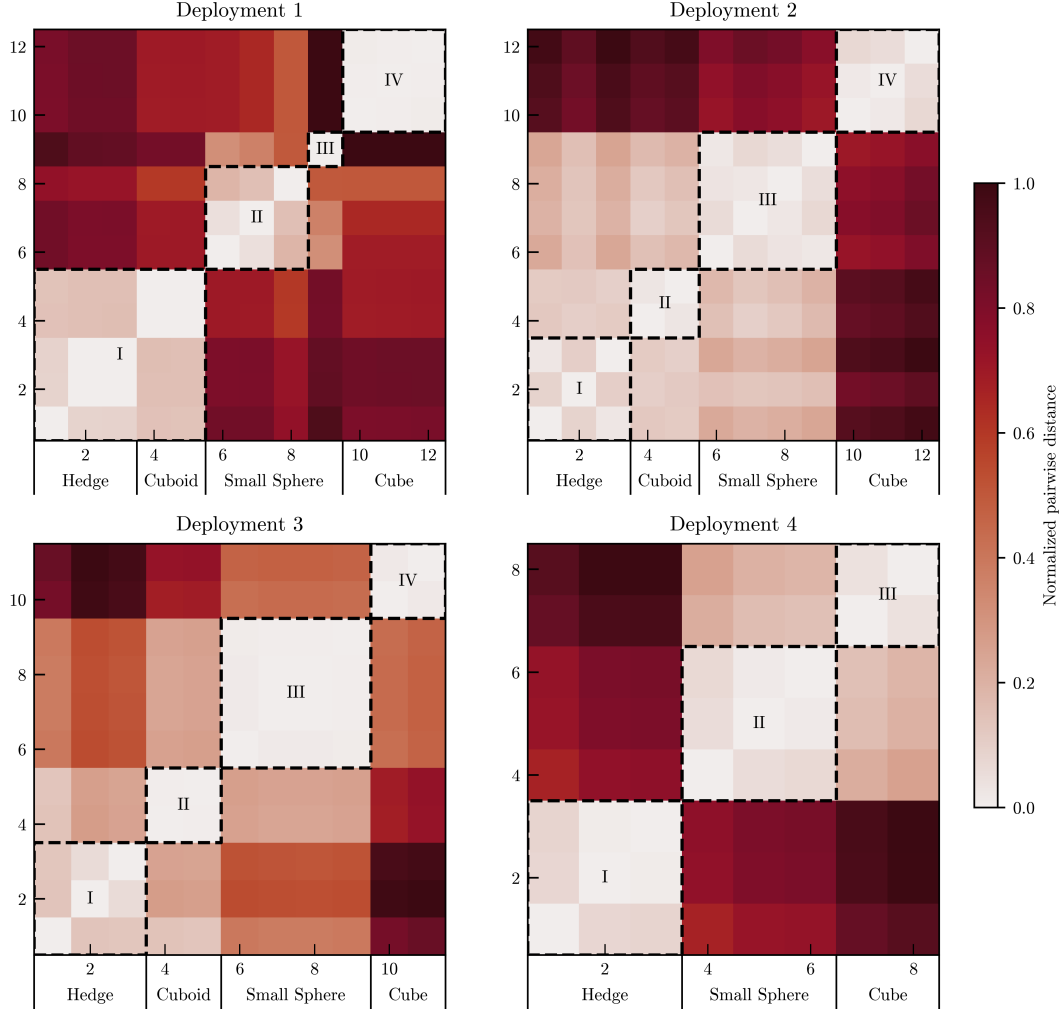 Deployment 1
Deployment 2
12
10
8
6
4
2
IV
III
II
I
2
4
6
8
10
12
Hedge
Cuboid
Small Sphere
Cube
12
10
8
6
4
2
IV
III
II
I
2
4
6
8
10
12
Hedge
Cuboid
Small Sphere
Cube
Deployment 3
Deployment 4
10
8
6
4
2
IV
III
II
I
2
4
6
8
10
Hedge
Cuboid
Small Sphere
Cube
8
6
4
2
III
II
I
2
4
6
8
Hedge
Small Sphere
Cube
1.0
0.8
0.6
0.4
0.2
0.0
Normalized pairwise distance